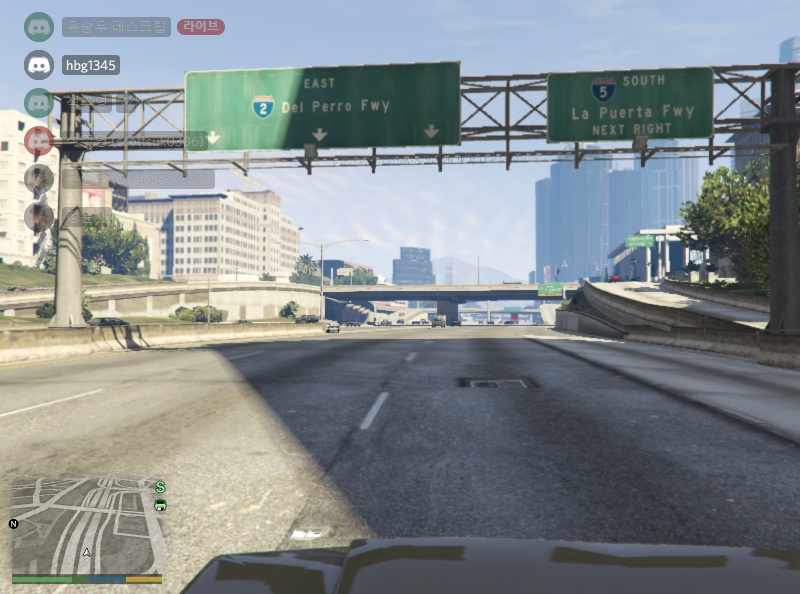 유승우 데스크탑
라이브
hbg1345
EAST
2
Del Perro Fwy
5
SOUTH
La Puerta Fwy
NEXT RIGHT
N
S